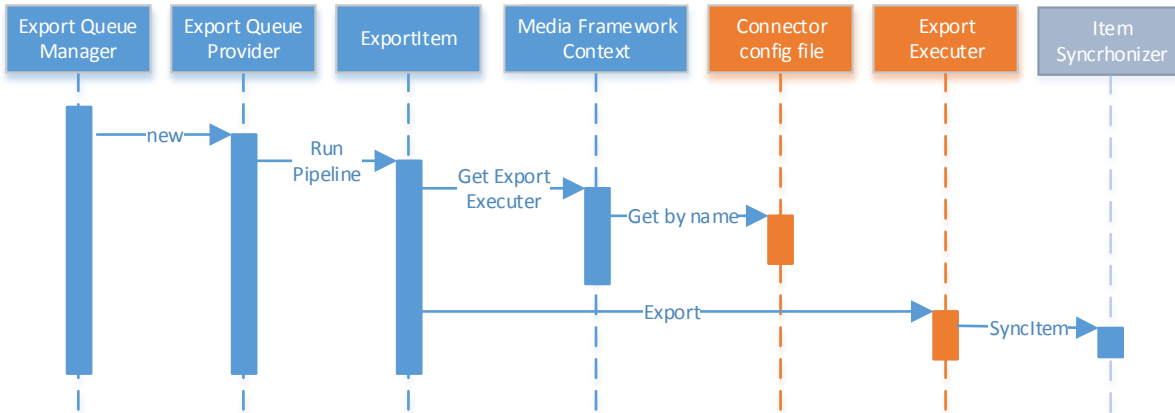 Export Queue
Manager
Export Queue
Provider
ExportItem
Media Framework
Context
Connector
config file
Export
Executer
Item
Syncrhonizer
new
Run
Pipeline
Get Export
Executer
Get by name
Export
SyncItem